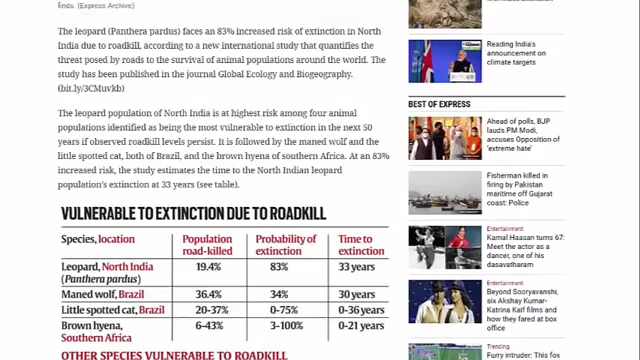 finds. (Express Archive)
The leopard (Panthera pardus) faces an 83% increased risk of extinction in North
India due to roadkill, according to a new international study that quantifies the
threat posed by roads to the survival of animal populations around the world. The
study has been published in the journal Global Ecology and Biogeography.
(bit.ly/3CMuvkb)
The leopard population of North India is at highest risk among four animal
populations identified as being the most vulnerable to extinction in the next 50
years if observed roadkill levels persist. It is followed by the maned wolf and the
little spotted cat, both of Brazil, and the brown hyena of southern Africa. At an 83%
increased risk, the study estimates the time to the North Indian leopard
population's extinction at 33 years (see table).
VULNERABLE TO EXTINCTION DUE TO ROADKILL
Species, location Population road-killed Probability of extinction Time to extinction
Leopard, North India (Panthera pardus) 19.4% 83% 33 years
Maned wolf, Brazil 36.4% 34% 30 years
Little spotted cat, Brazil 20-37% 0-75% 0-36 years
Brown hyena, Southern Africa 6-43% 3-100% 0-21 years
OTHER SPECIES VULNERABLE TO ROADKILL
Reading India's
announcement on
climate targets
BEST OF EXPRESS
Ahead of polls, BJP
lauds PM Modi,
accuses Opposition of
'extreme hate'
Fisherman killed in
firing by Pakistan
maritime off Gujarat
coast: Police
Entertainment
Kamal Haasan turns 67:
Meet the actor as a
dancer, one of his
dasavatharam
Entertainment
Beyond Sooryavanshi,
six Akshay Kumar-
Katrina Kaif films and
how they fared at box
office
Trending
Furry intruder: This fox